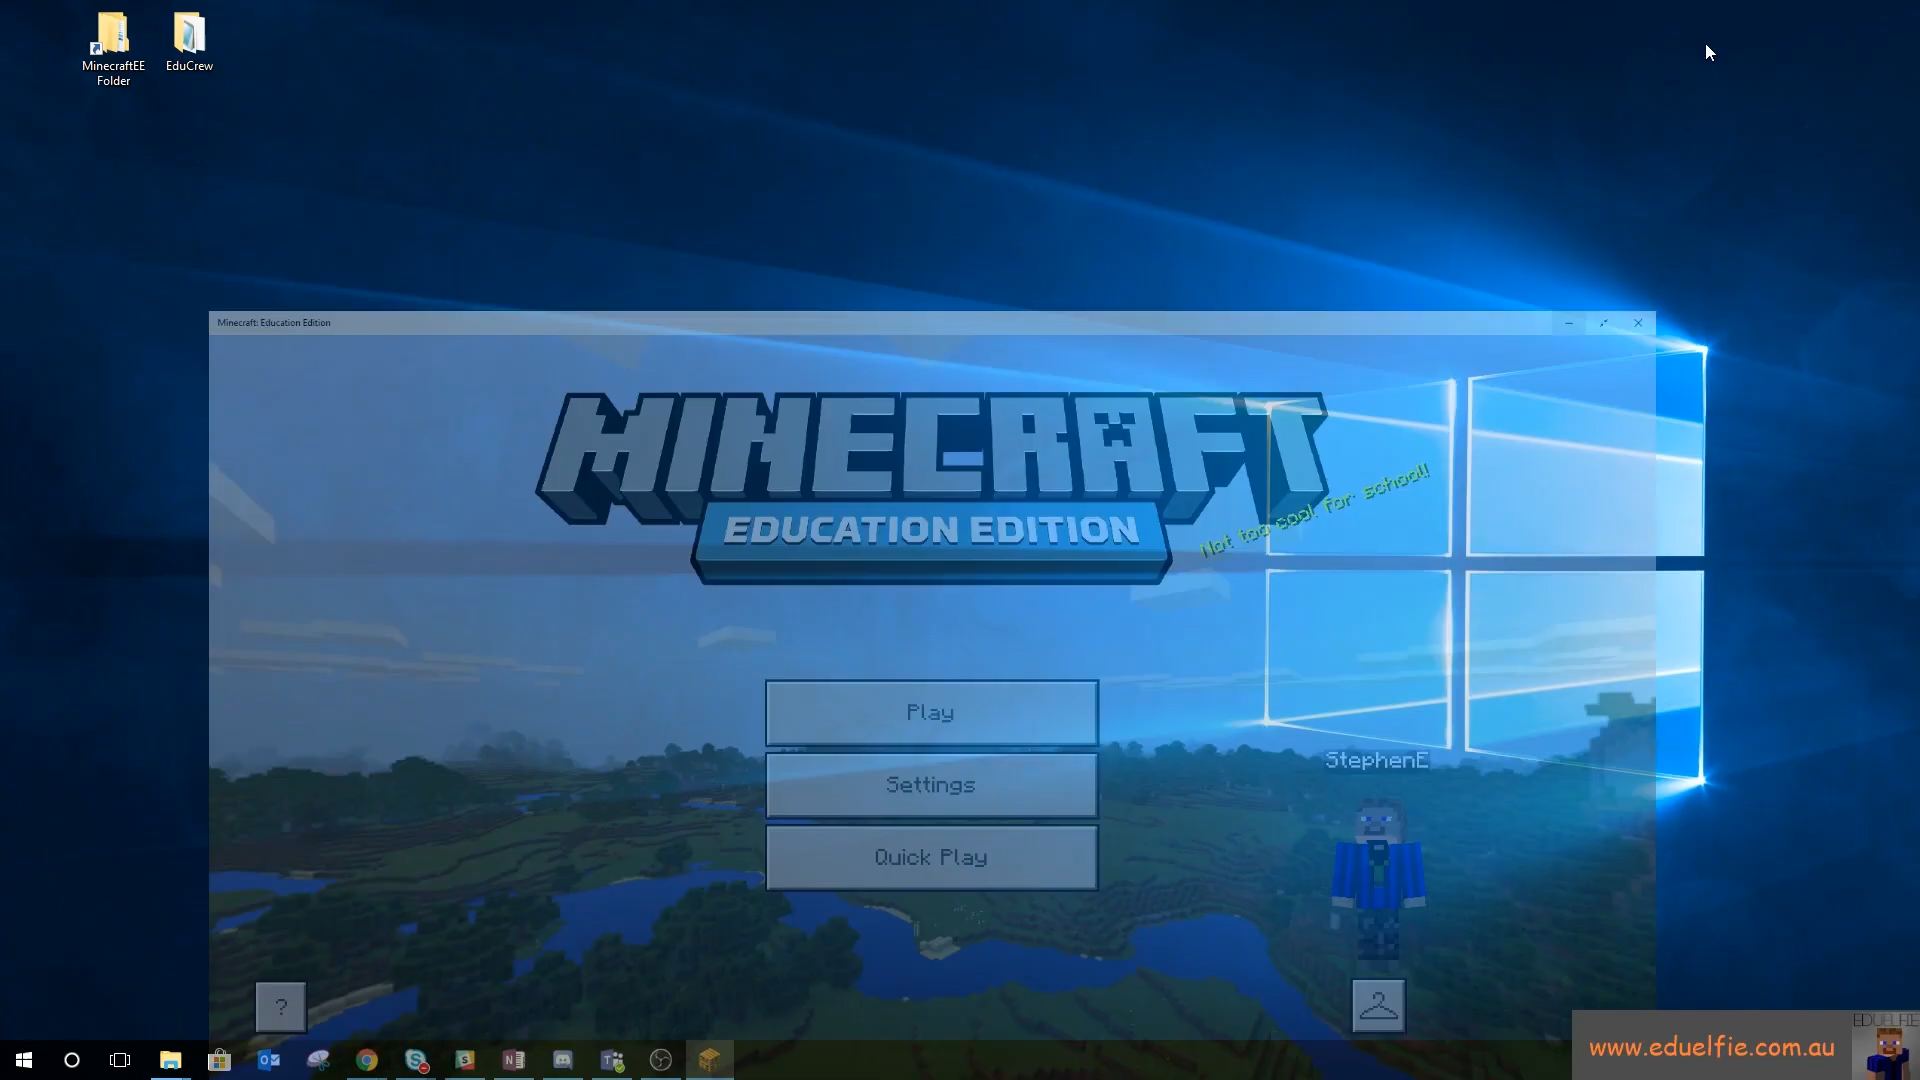 MinecraftEE
Folder
EduCrew
Minecraft: Education Edition
MINECRAFT
EDUCATION EDITION
Not too cool for school!
Play
Settings
Quick Play
StephenE
?
EDUELFIE
www.eduelfie.com.au